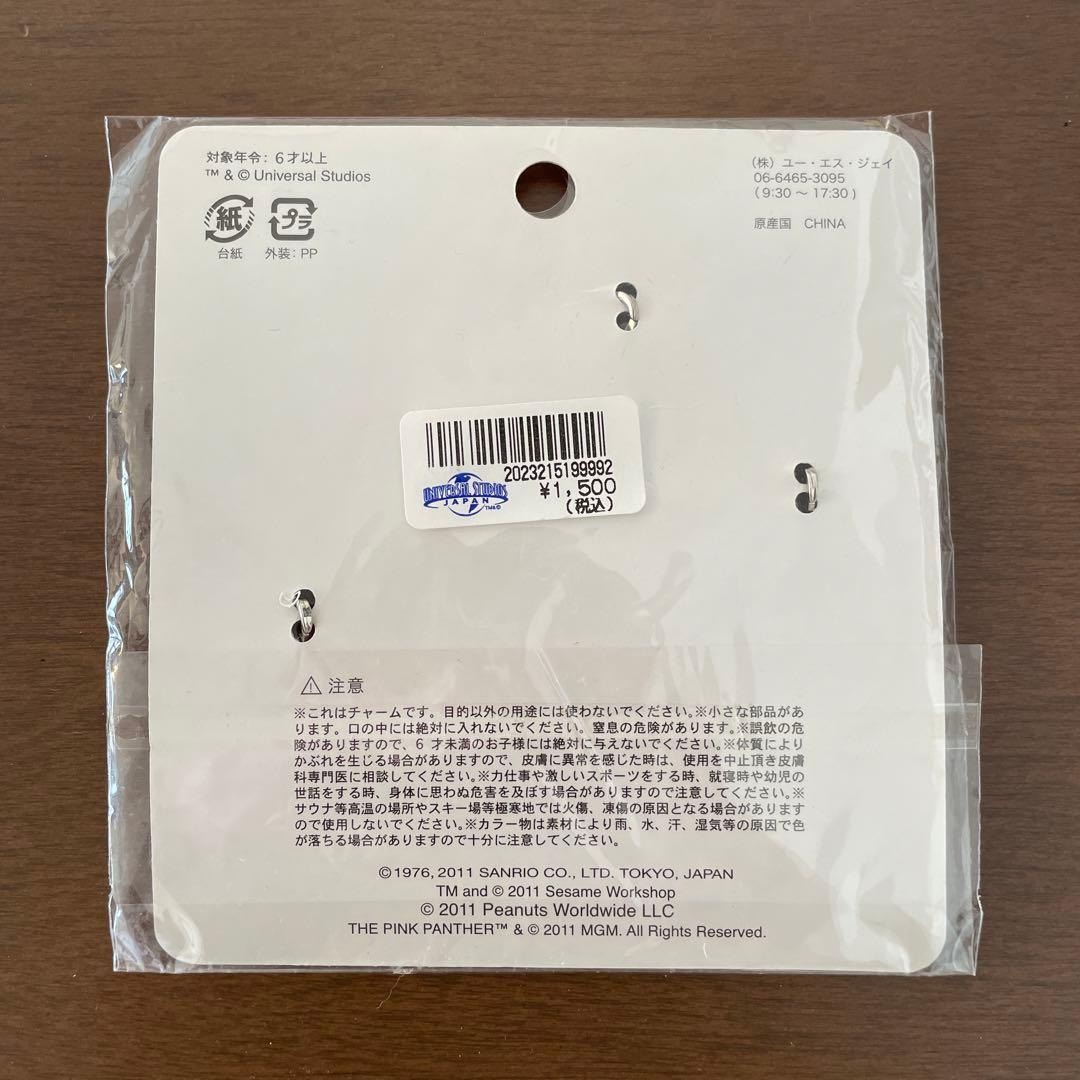 対象年令：6才以上
™ & © Universal Studios
紙
プラ
台紙 外装：PP
（株）ユー・エス・ジェイ
06-6465-3095
（9:30 〜 17:30）
原産国 CHINA
2023215199992
¥1,500
(税込)
UNIVERSAL STUDIOS
JAPAN
TM&©
⚠ 注意
※これはチャームです。目的以外の用途には使わないでください。※小さな部品があ
ります。口の中には絶対に入れないでください。窒息の危険があります。※誤飲の危
険がありますので、6 才未満のお子様には絶対に与えないでください。※体質により
かぶれを生じる場合がありますので、皮膚に異常を感じた時は、使用を中止頂き皮膚
科専門医に相談してください。※力仕事や激しいスポーツをする時、就寝時や幼児の
世話をする時、身体に思わぬ危害を及ぼす場合がありますので注意してください。※
サウナ等高温の場所やスキー場等極寒地では火傷、凍傷の原因となる場合があります
ので使用しないでください。※カラー物は素材により雨、水、汗、湿気等の原因で色
が落ちる場合がありますので十分に注意してください。
©1976, 2011 SANRIO CO., LTD. TOKYO, JAPAN
TM and © 2011 Sesame Workshop
© 2011 Peanuts Worldwide LLC
THE PINK PANTHER™ & © 2011 MGM. All Rights Reserved.